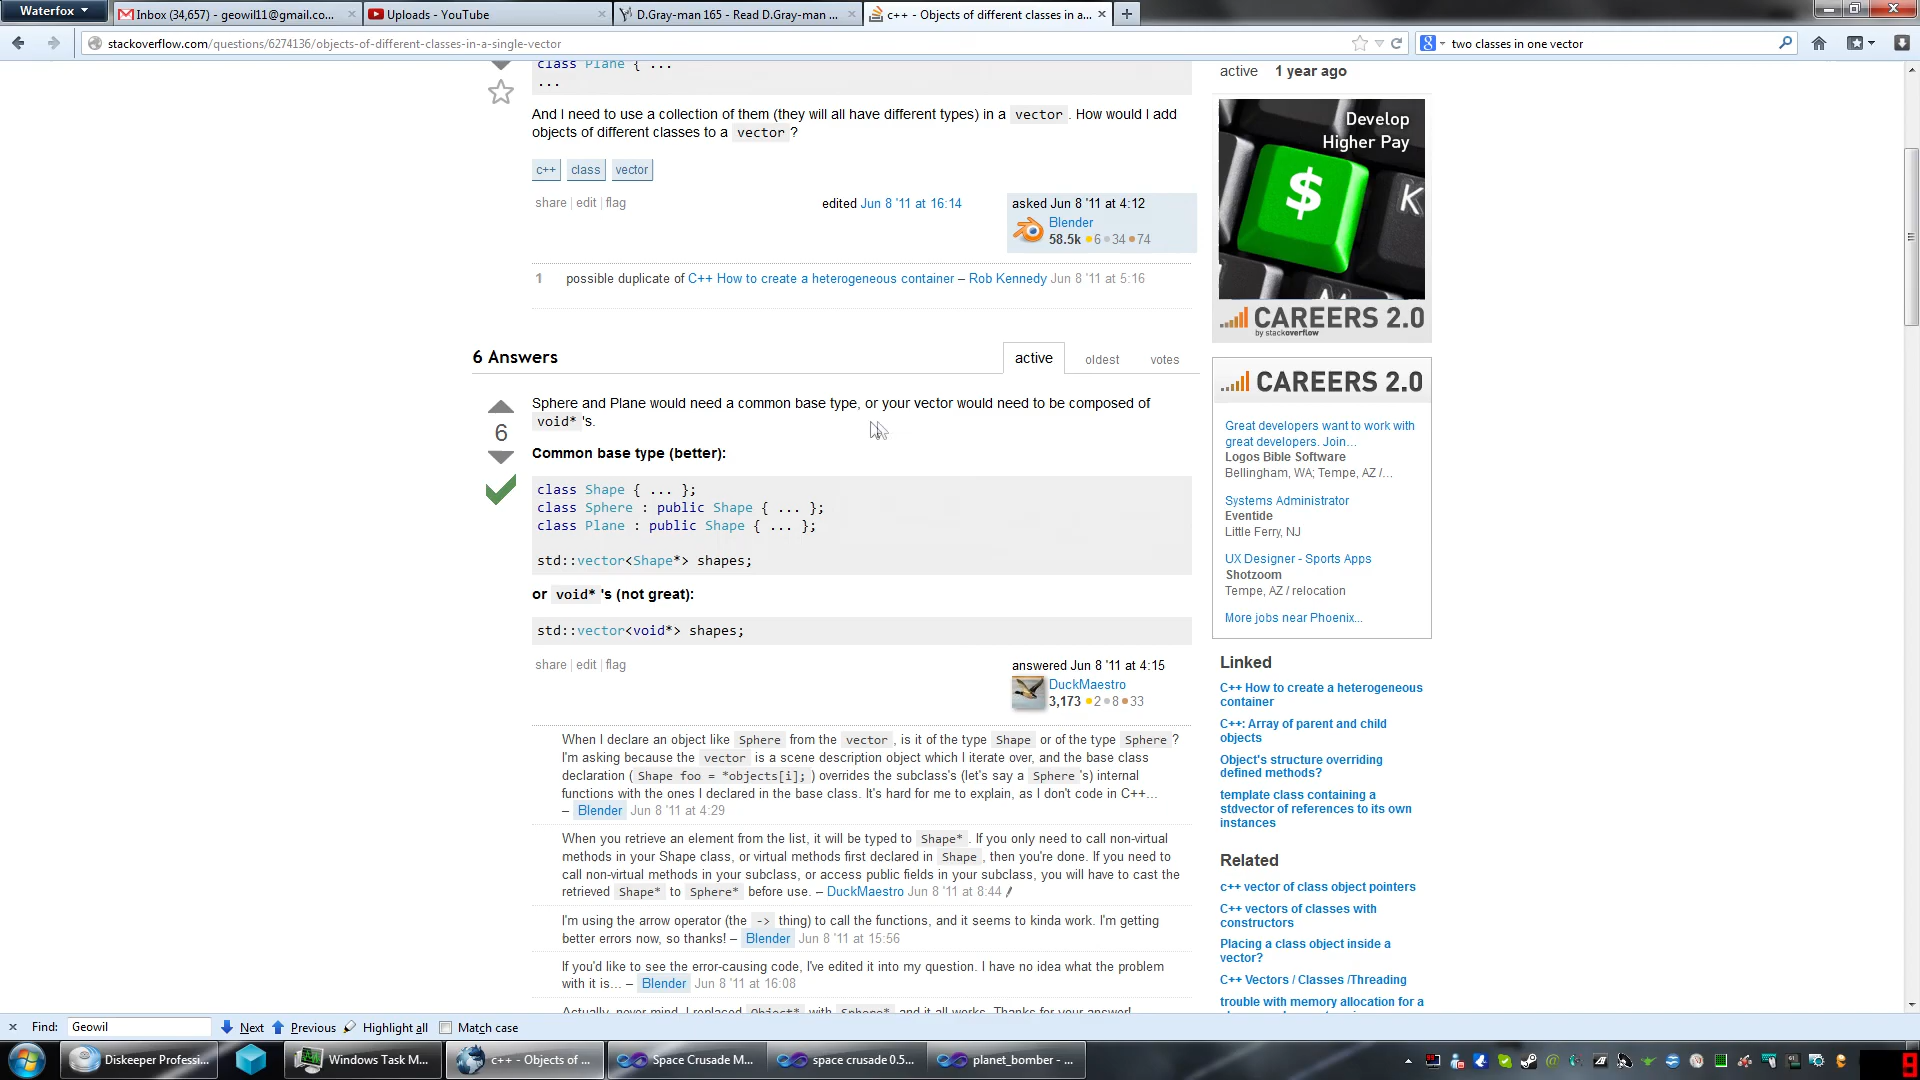 Waterfox
Inbox (34,657) - geowil11@gmail.co...
Uploads - YouTube
D.Gray-man 165 - Read D.Gray-man ...
c++ - Objects of different classes in a...
stackoverflow.com/questions/6274136/objects-of-different-classes-in-a-single-vector
two classes in one vector
class Plane { ...
...
And I need to use a collection of them (they will all have different types) in a vector . How would I add
objects of different classes to a vector ?
c++ class vector
share | edit | flag
edited Jun 8 '11 at 16:14
asked Jun 8 '11 at 4:12
Blender
58.5k 6 34 74
1 possible duplicate of C++ How to create a heterogeneous container – Rob Kennedy Jun 8 '11 at 5:16
6 Answers
active oldest votes
6
Sphere and Plane would need a common base type, or your vector would need to be composed of
void* 's.
Common base type (better):
class Shape { ... };
class Sphere : public Shape { ... };
class Plane : public Shape { ... };
std::vector<Shape*> shapes;
or void* 's (not great):
std::vector<void*> shapes;
share | edit | flag
answered Jun 8 '11 at 4:15
DuckMaestro
3,173 2 8 33
When I declare an object like Sphere from the vector , is it of the type Shape or of the type Sphere ?
I'm asking because the vector is a scene description object which I iterate over, and the base class
declaration ( Shape foo = *objects[i]; ) overrides the subclass's (let's say a Sphere 's) internal
functions with the ones I declared in the base class. It's hard for me to explain, as I don't code in C++...
– Blender Jun 8 '11 at 4:29
When you retrieve an element from the list, it will be typed to Shape* . If you only need to call non-virtual
methods in your Shape class, or virtual methods first declared in Shape , then you're done. If you need to
call non-virtual methods in your subclass, or access public fields in your subclass, you will have to cast the
retrieved Shape* to Sphere* before use. – DuckMaestro Jun 8 '11 at 8:44
I'm using the arrow operator (the -> thing) to call the functions, and it seems to kinda work. I'm getting
better errors now, so thanks! – Blender Jun 8 '11 at 15:56
If you'd like to see the error-causing code, I've edited it into my question. I have no idea what the problem
with it is... – Blender Jun 8 '11 at 16:08
Actually, never mind. I replaced Object* with Sphere* and it all works. Thanks for your answer!
active 1 year ago
Develop
Higher Pay
$
K
CAREERS 2.0
by stackoverflow
CAREERS 2.0
Great developers want to work with
great developers. Join...
Logos Bible Software
Bellingham, WA; Tempe, AZ /...
Systems Administrator
Eventide
Little Ferry, NJ
UX Designer - Sports Apps
Shotzoom
Tempe, AZ / relocation
More jobs near Phoenix...
Linked
C++ How to create a heterogeneous
container
C++: Array of parent and child
objects
Object's structure overriding
defined methods?
template class containing a
stdvector of references to its own
instances
Related
c++ vector of class object pointers
C++ vectors of classes with
constructors
Placing a class object inside a
vector?
C++ Vectors / Classes /Threading
trouble with memory allocation for a
Find: Geowil Next Previous Highlight all Match case
Diskeeper Professi...
Windows Task M...
c++ - Objects of ...
Space Crusade M...
space crusade 0.5...
planet_bomber - ...
9